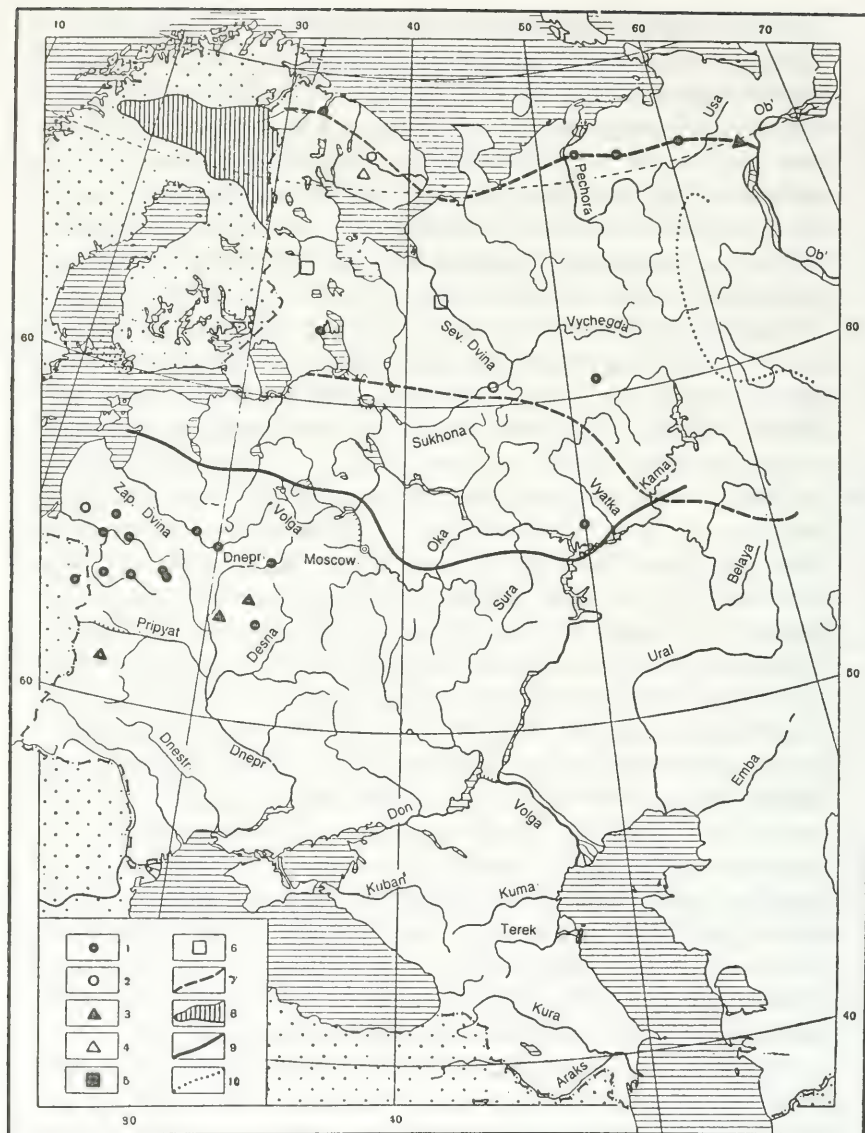 10 30 40 50 60 70
Usa
Ob'
Pechora
Ob'
60
Vychegda
Sev. Dvina
60
Sukhona
Kama
Vyatka
Zap. Dvina
Volga
Oka
Dnepr
Moscow
Belaya
Sura
Pripyat
Desna
Ural
60
50
Dnestr
Dnepr
Emba
Don
Volga
Kuban'
Kuma
Terek
1 6
2 7
3 8
4 9
5 10
Kura
40
Araks
30 40 50